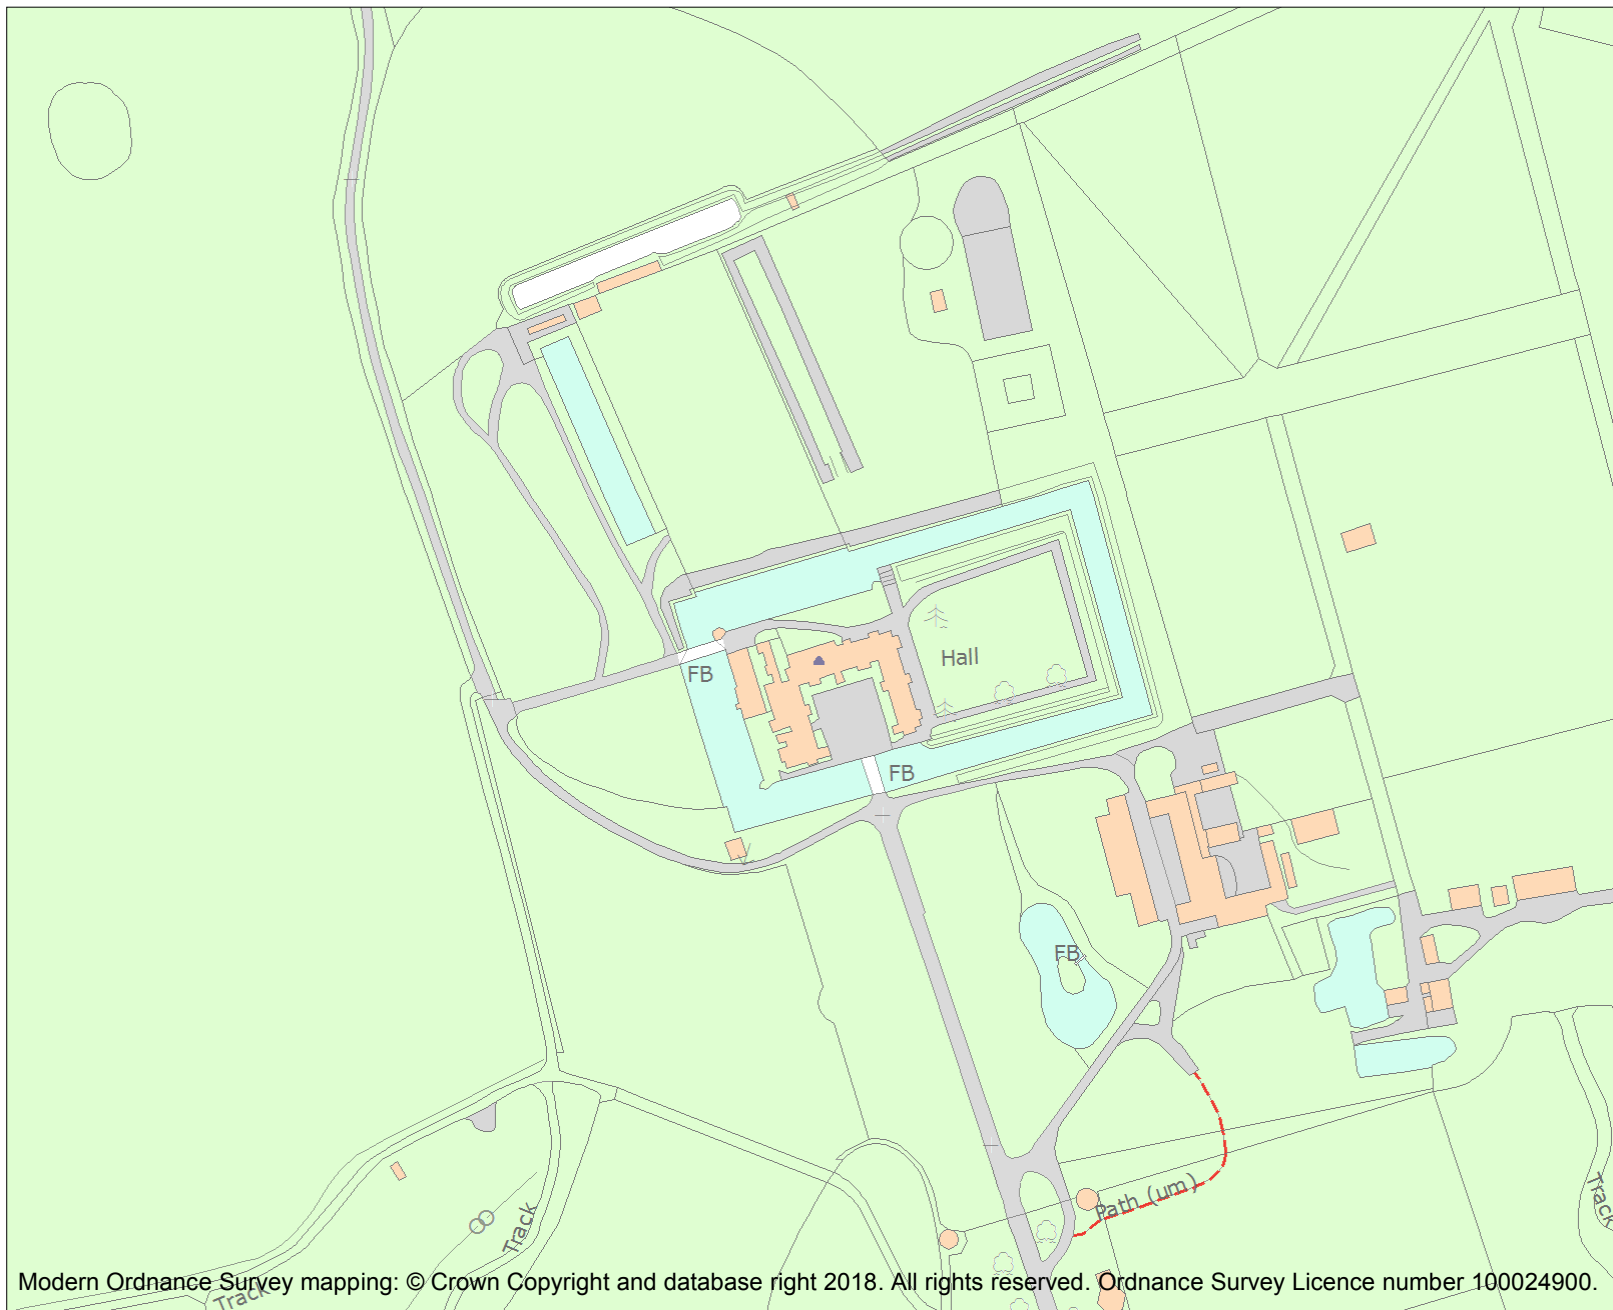 Hall
FB
FB
FB
Path (um)
Track
Track
Track
Modern Ordnance Survey mapping: © Crown Copyright and database right 2018. All rights reserved. Ordnance Survey Licence number 100024900.